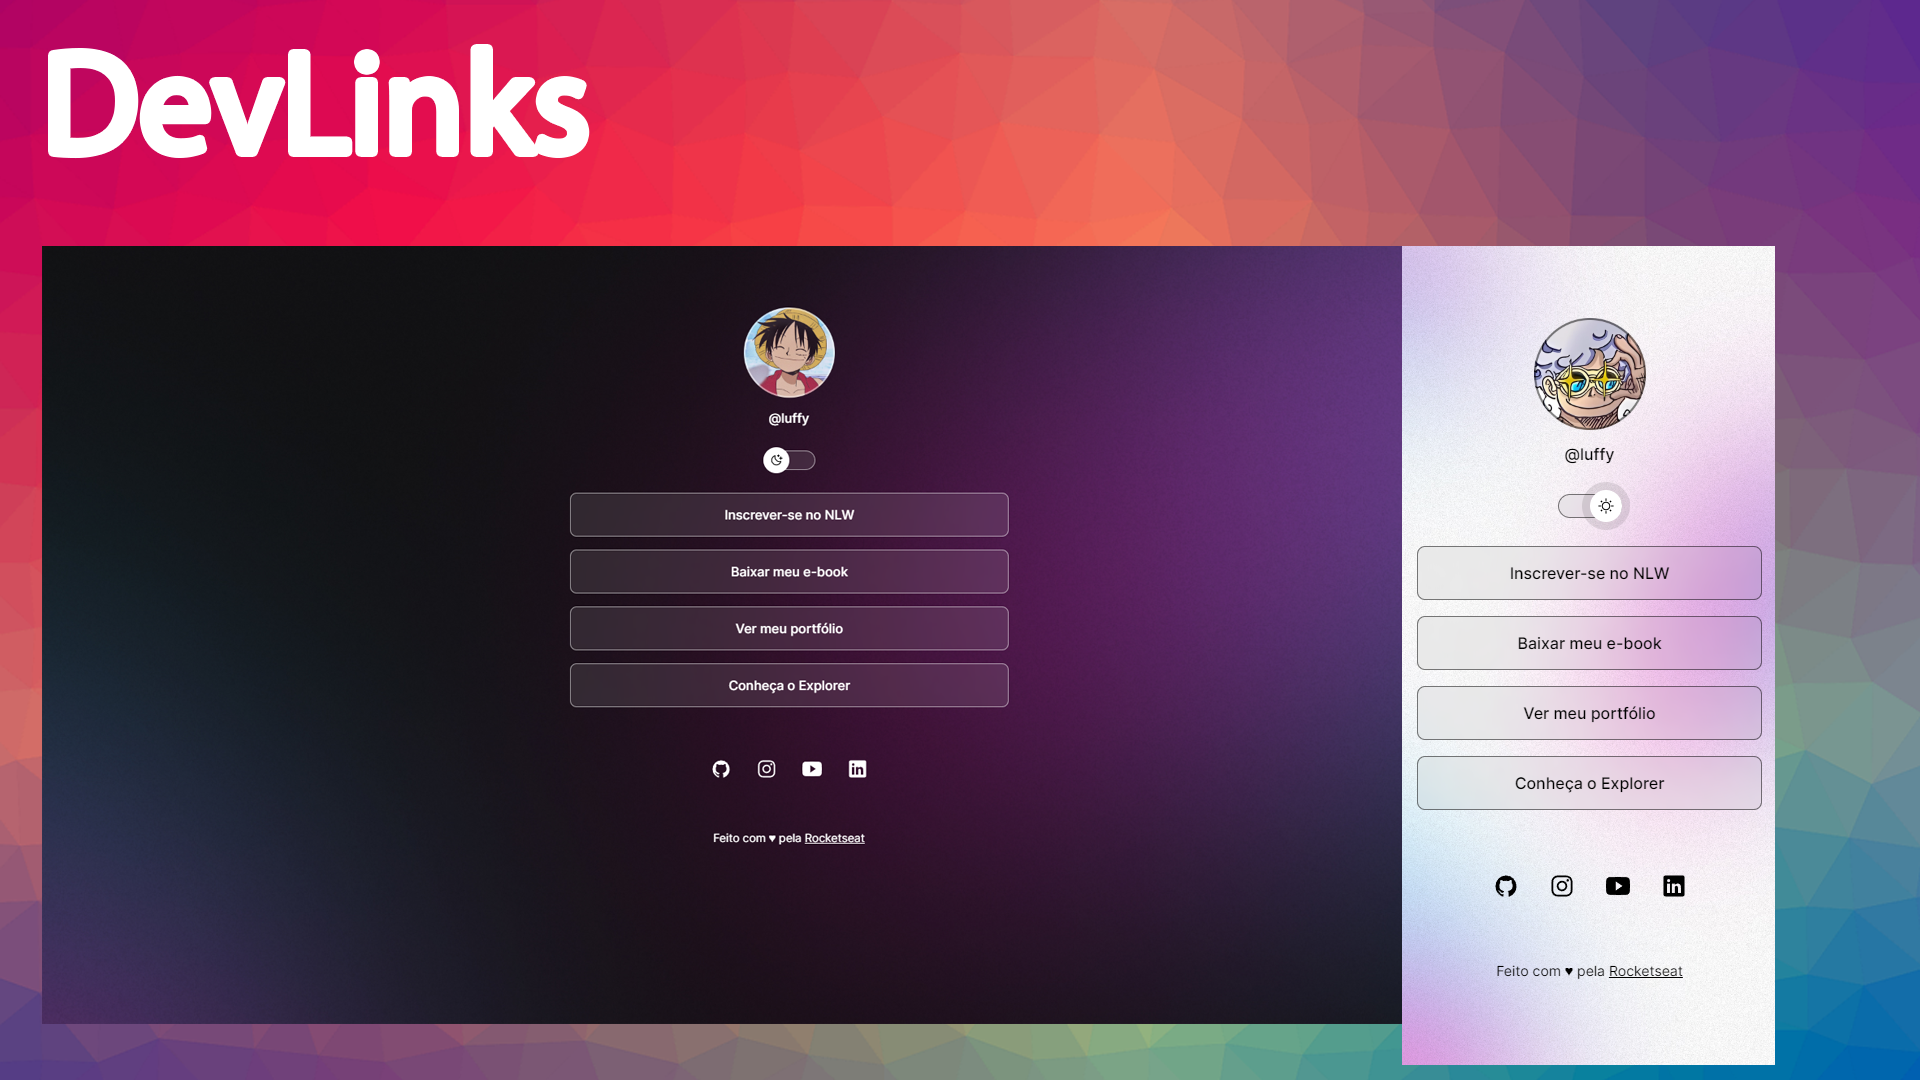 DevLinks
@luffy
Inscrever-se no NLW
Baixar meu e-book
Ver meu portfólio
Conheça o Explorer
Feito com ♥ pela Rocketseat
@luffy
Inscrever-se no NLW
Baixar meu e-book
Ver meu portfólio
Conheça o Explorer
Feito com ♥ pela Rocketseat